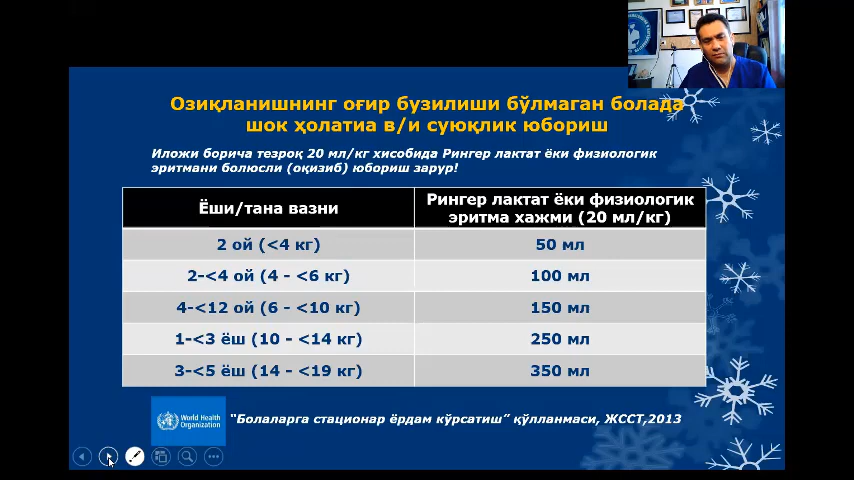 Озиқланишнинг оғир бузилиши бўлмаган болада
шок ҳолатиа в/и суюқлик юбориш
Иложи борича тезроқ 20 мл/кг хисобида Рингер лактат ёки физиологик
эритмани болюсли (оқизиб) юбориш зарур!
Ёши/тана вазни
Рингер лактат ёки физиологик
эритма хажми (20 мл/кг)
2 ой (<4 кг)
50 мл
2-<4 ой (4 - <6 кг)
100 мл
4-<12 ой (6 - <10 кг)
150 мл
1-<3 ёш (10 - <14 кг)
250 мл
3-<5 ёш (14 - <19 кг)
350 мл
World Health
Organization
"Болаларга стационар ёрдам кўрсатиш" қўлланмаси, ЖССТ,2013